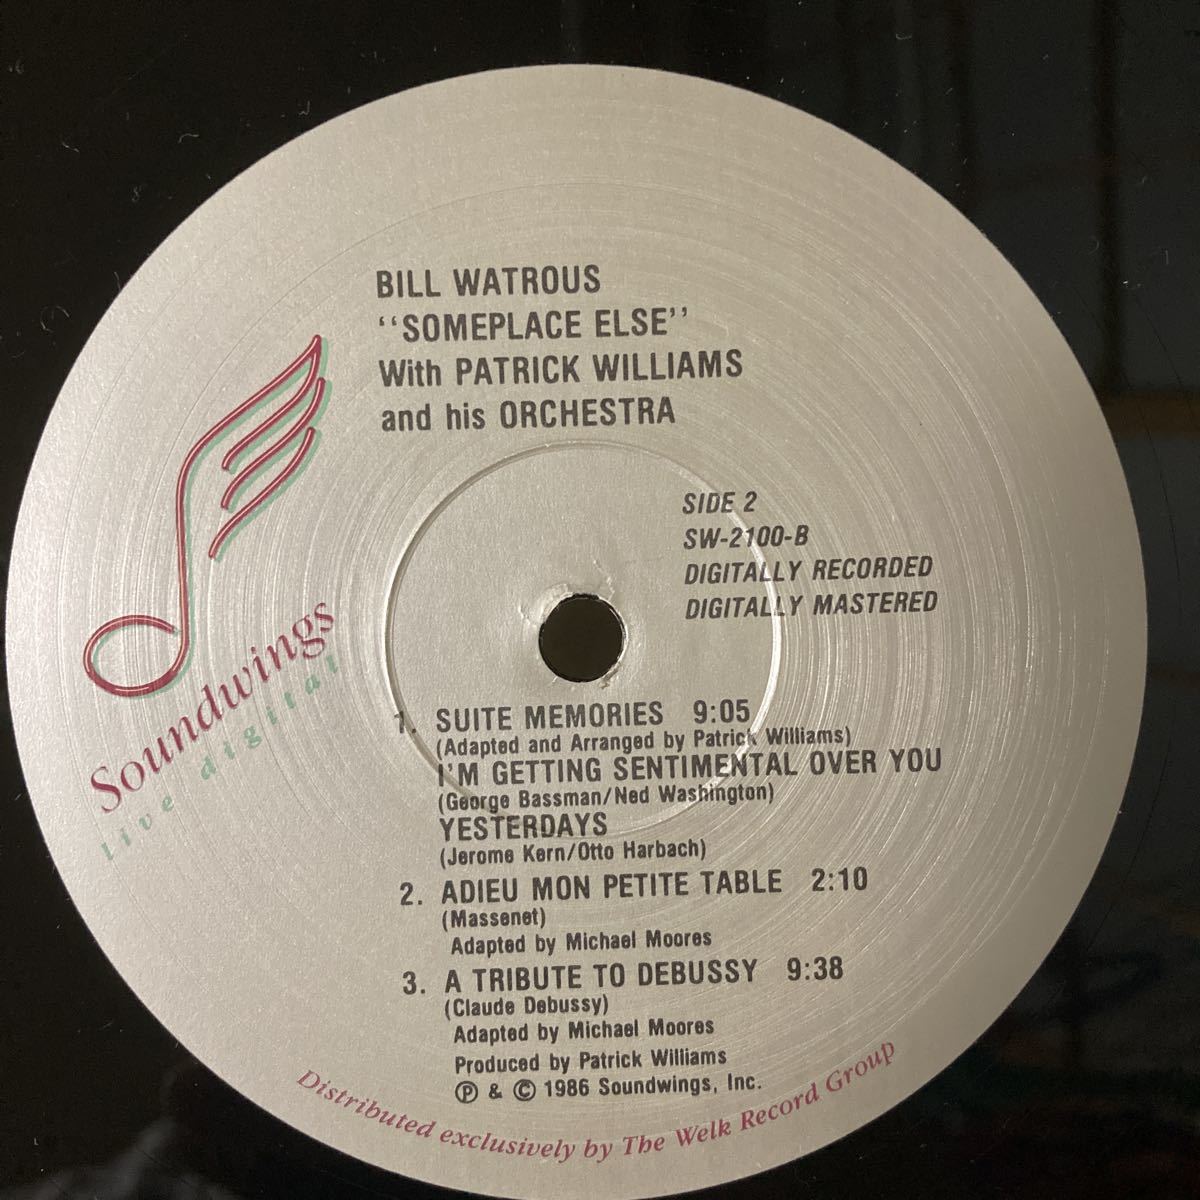 BILL WATROUS
"SOMEPLACE ELSE"
With PATRICK WILLIAMS
and his ORCHESTRA
SIDE 2
SW-2100-B
DIGITALLY RECORDED
DIGITALLY MASTERED
Soundwings
live digital
1. SUITE MEMORIES 9:05
(Adapted and Arranged by Patrick Williams)
I'M GETTING SENTIMENTAL OVER YOU
(George Bassman/Ned Washington)
YESTERDAYS
(Jerome Kern/Otto Harbach)
2. ADIEU MON PETITE TABLE 2:10
(Massenet)
Adapted by Michael Moores
3. A TRIBUTE TO DEBUSSY 9:38
(Claude Debussy)
Adapted by Michael Moores
Produced by Patrick Williams
Ⓟ & © 1986 Soundwings, Inc.
Distributed exclusively by The Welk Record Group